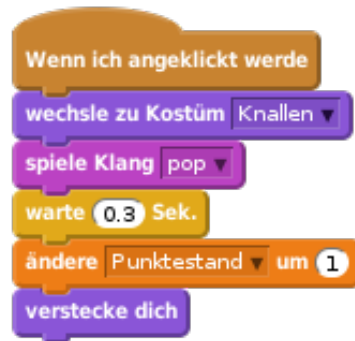 Wenn ich angeklickt werde
wechsle zu Kostüm Knallen
spiele Klang pop
warte 0.3 Sek.
ändere Punktestand um 1
verstecke dich